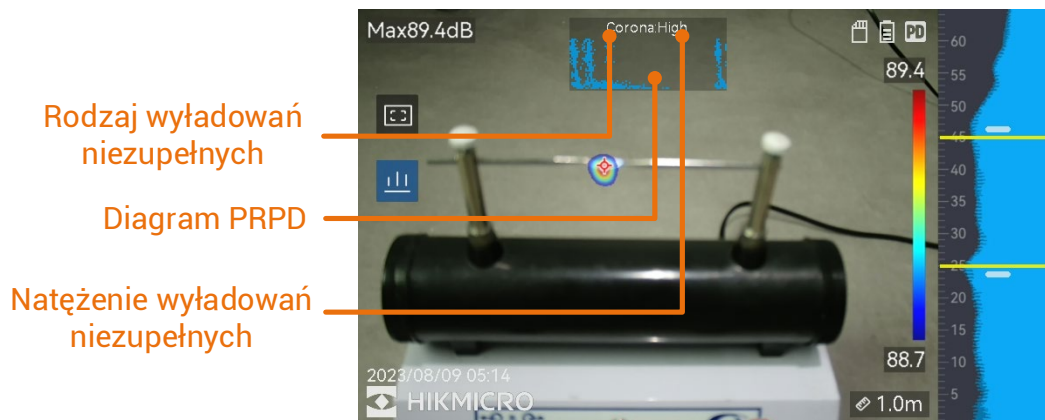 Max89.4dB
Corona:High
PD
89.4
60
55
50
45
40
35
30
25
20
15
10
5
Rodzaj wyładowań
niezupełnych
Diagram PRPD
Natężenie wyładowań
niezupełnych
88.7
2023/08/09 05:14
HIKMICRO
1.0m